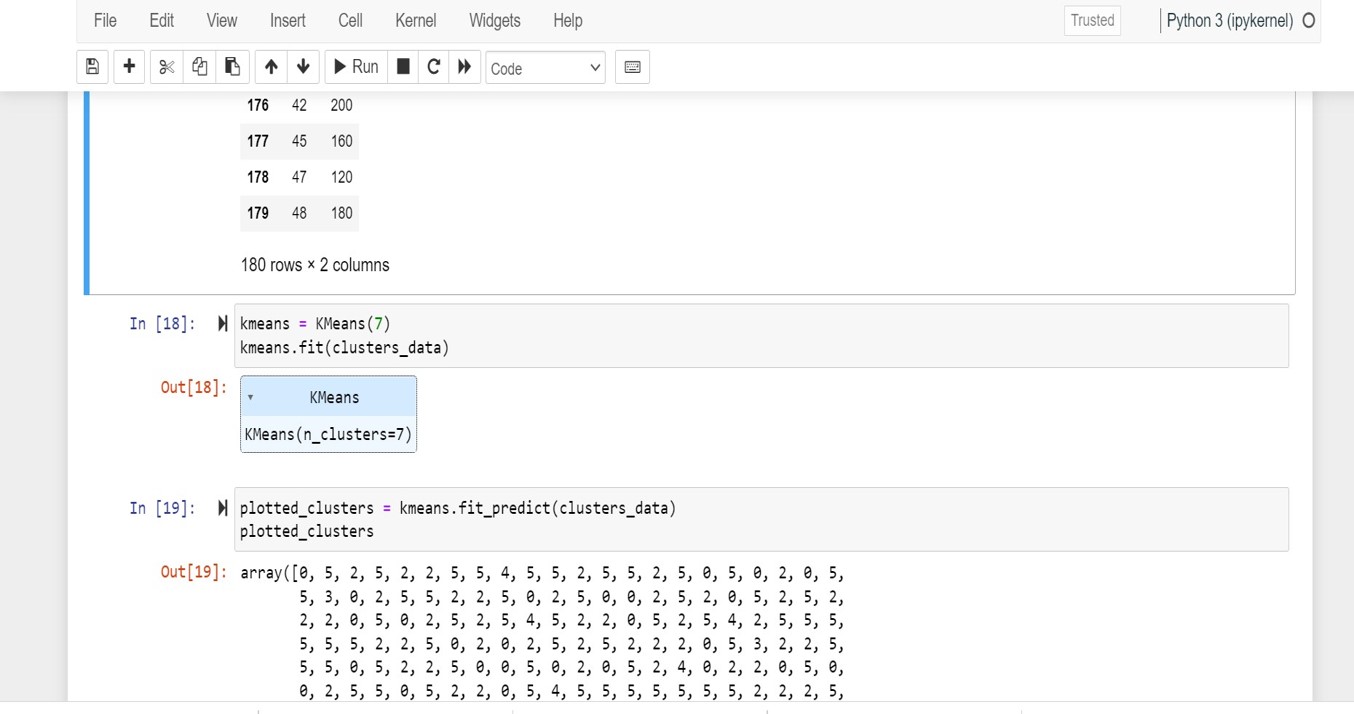 File Edit View Insert Cell Kernel Widgets Help Trusted Python 3 (ipykernel)
Run Code
176 42 200
177 45 160
178 47 120
179 48 180
180 rows × 2 columns
In [18]: kmeans = KMeans(7)
kmeans.fit(clusters_data)
Out[18]: KMeans
KMeans(n_clusters=7)
In [19]: plotted_clusters = kmeans.fit_predict(clusters_data)
plotted_clusters
Out[19]: array([0, 5, 2, 5, 2, 2, 5, 5, 4, 5, 5, 2, 5, 5, 2, 5, 0, 5, 0, 2, 0, 5,
5, 3, 0, 2, 5, 5, 2, 2, 5, 0, 2, 5, 0, 0, 2, 5, 2, 0, 5, 2, 5, 2,
2, 2, 0, 5, 0, 2, 5, 2, 5, 4, 5, 2, 2, 0, 5, 2, 5, 4, 2, 5, 5, 5,
5, 5, 5, 2, 2, 5, 0, 2, 0, 2, 5, 2, 5, 2, 2, 2, 0, 5, 3, 2, 2, 5,
5, 5, 0, 5, 2, 2, 5, 0, 0, 5, 0, 2, 0, 5, 2, 4, 0, 2, 2, 0, 5, 0,
0, 2, 5, 5, 0, 5, 2, 2, 0, 5, 4, 5, 5, 5, 5, 5, 5, 5, 2, 2, 2, 5,